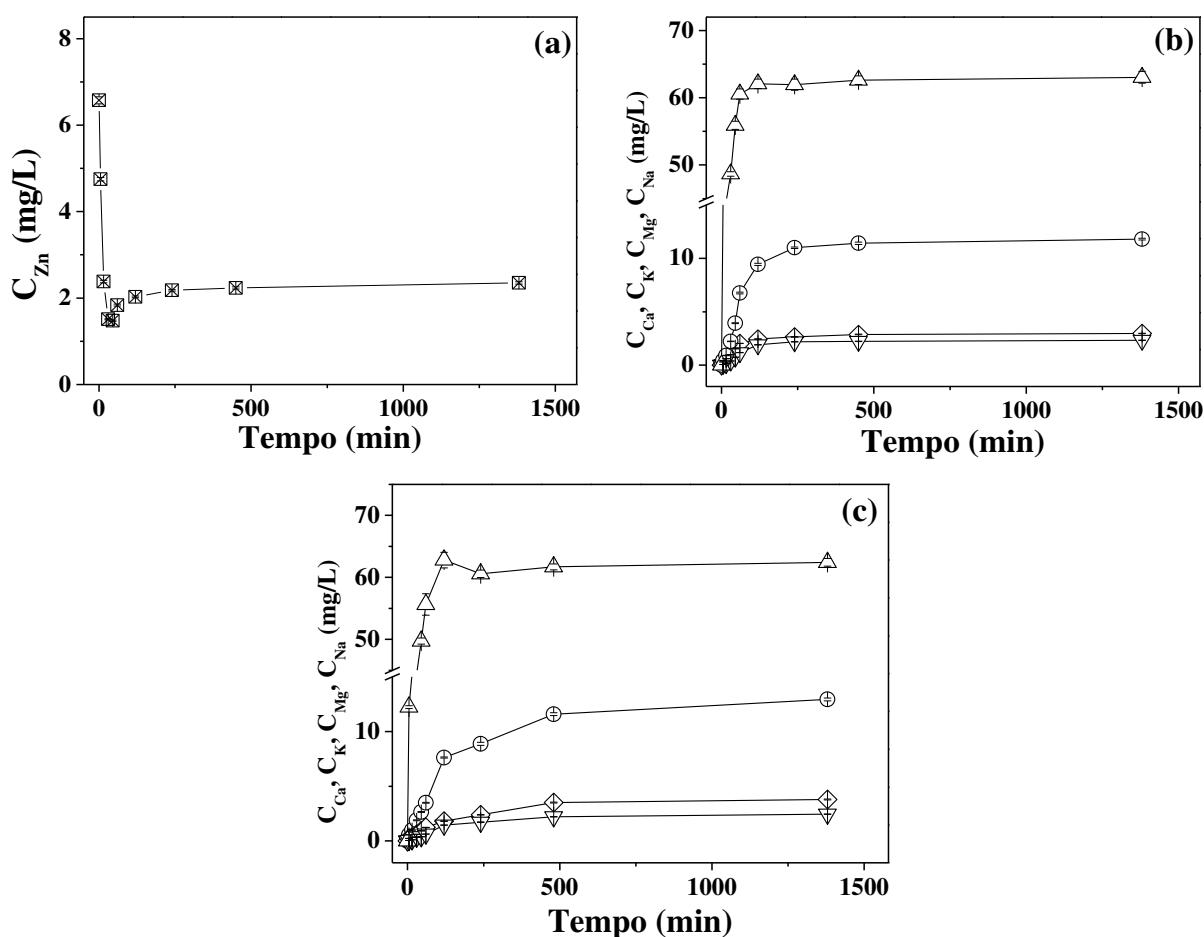 (a)
8
6
4
2
0
C_Zn (mg/L)
0 500 1000 1500
Tempo (min)
(b)
70
60
50
10
0
C_Ca, C_K, C_Mg, C_Na (mg/L)
0 500 1000 1500
Tempo (min)
(c)
70
60
50
10
0
C_Ca, C_K, C_Mg, C_Na (mg/L)
0 500 1000 1500
Tempo (min)